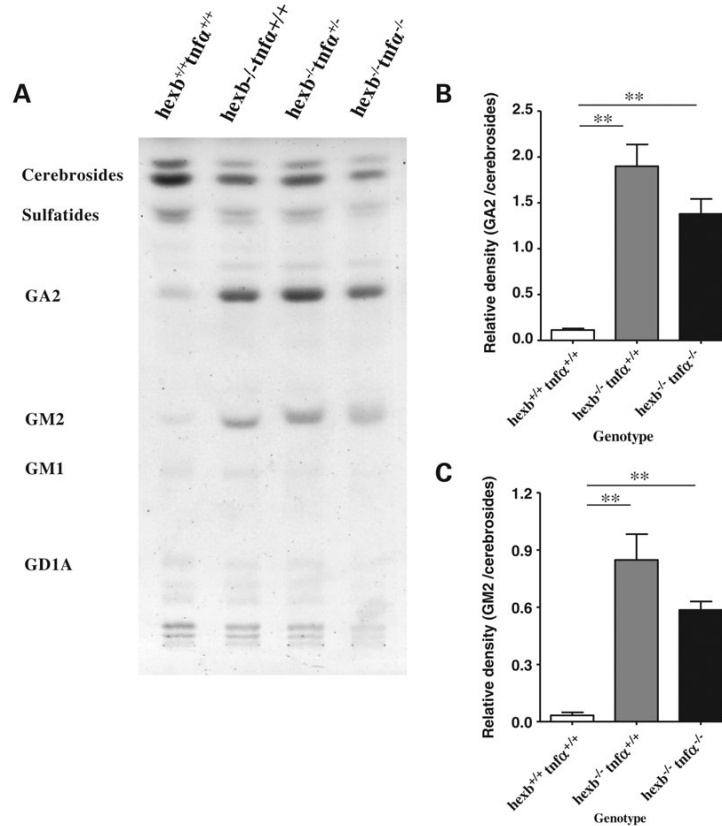 A
hexb+/+tnfα+/+
hexb-/-tnfα+/+
hexb-/-tnfα+/-
hexb-/-tnfα-/-
Cerebrosides
Sulfatides
GA2
GM2
GM1
GD1A
B
Relative density (GA2 /cerebrosides)
2.5
2.0
1.5
1.0
0.5
0.0
**
**
hexb+/+ tnfα+/+
hexb-/- tnfα+/+
hexb-/- tnfα-/-
Genotype
C
Relative density (GM2 /cerebrosides)
1.2
0.9
0.6
0.3
0.0
**
**
hexb+/+ tnfα+/+
hexb-/- tnfα+/+
hexb-/- tnfα-/-
Genotype